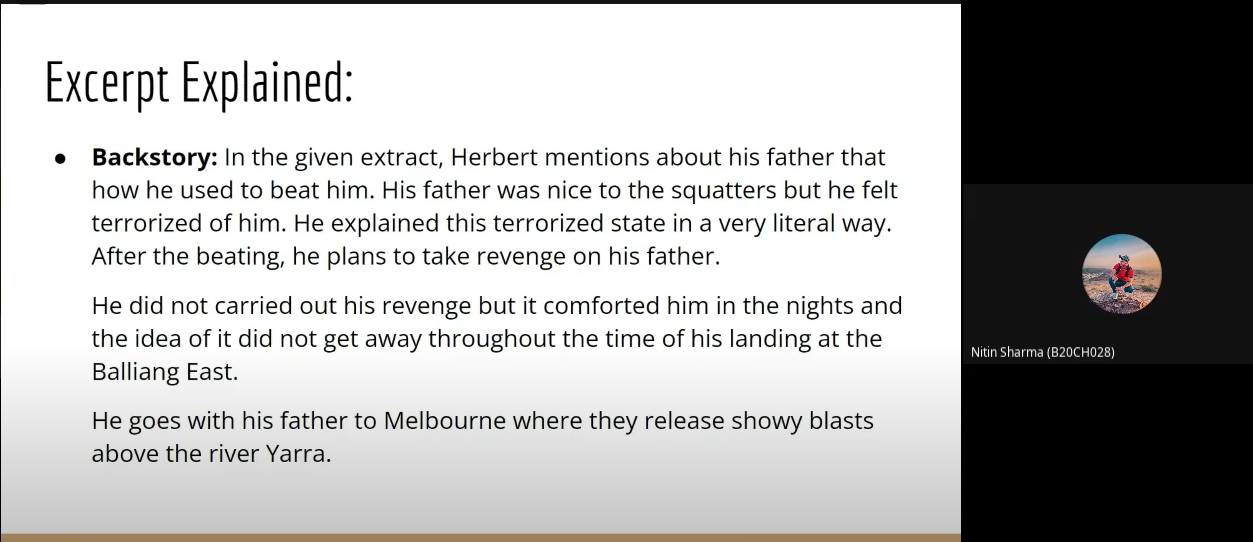 Excerpt Explained:
● Backstory: In the given extract, Herbert mentions about his father that
how he used to beat him. His father was nice to the squatters but he felt
terrorized of him. He explained this terrorized state in a very literal way.
After the beating, he plans to take revenge on his father.
He did not carried out his revenge but it comforted him in the nights and
the idea of it did not get away throughout the time of his landing at the
Balliang East.
He goes with his father to Melbourne where they release showy blasts
above the river Yarra.
Nitin Sharma (B20CH028)